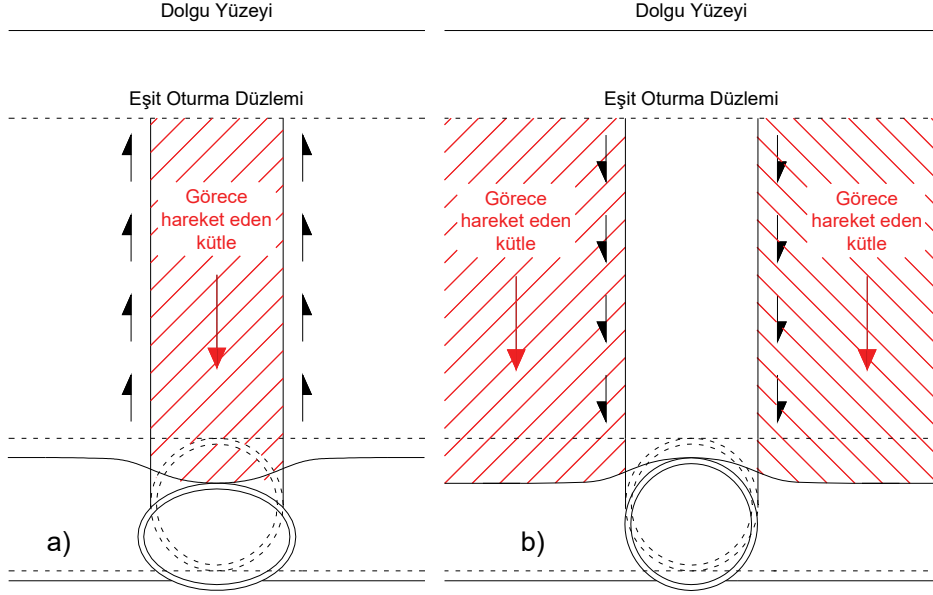 Dolgu Yüzeyi
Eşit Oturma Düzlemi
Görece
hareket eden
kütle
a)
Dolgu Yüzeyi
Eşit Oturma Düzlemi
Görece
hareket eden
kütle
Görece
hareket eden
kütle
b)